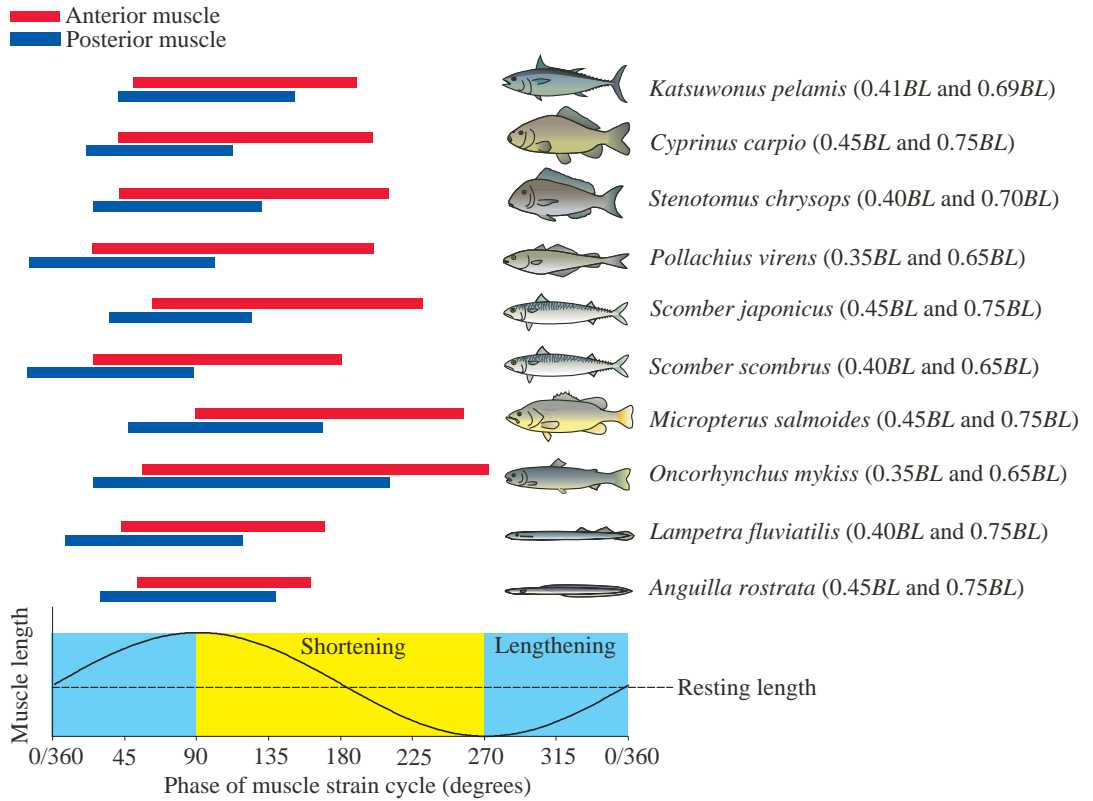 Anterior muscle
Posterior muscle
Katsuwonus pelamis (0.41BL and 0.69BL)
Cyprinus carpio (0.45BL and 0.75BL)
Stenotomus chrysops (0.40BL and 0.70BL)
Pollachius virens (0.35BL and 0.65BL)
Scomber japonicus (0.45BL and 0.75BL)
Scomber scombrus (0.40BL and 0.65BL)
Micropterus salmoides (0.45BL and 0.75BL)
Oncorhynchus mykiss (0.35BL and 0.65BL)
Lampetra fluviatilis (0.40BL and 0.75BL)
Anguilla rostrata (0.45BL and 0.75BL)
Muscle length
Shortening
Lengthening
Resting length
0/360 45 90 135 180 225 270 315 0/360
Phase of muscle strain cycle (degrees)